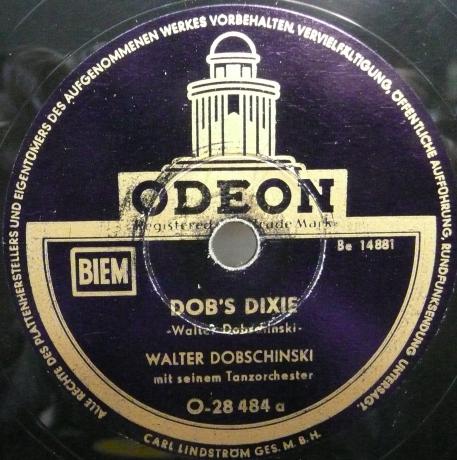 ALLE RECHTE DES PLATTENHERSTELLERS UND EIGENTÜMERS DES AUFGENOMMENEN WERKES VORBEHALTEN. VERVIELFÄLTIGUNG, ÖFFENTLICHE AUFFÜHRUNG, RUNDFUNKSENDUNG UNTERSAGT.
ODEON
Registered Trade Mark
Be 14881
BIEM
DOB'S DIXIE
-Walter Dobschinski-
WALTER DOBSCHINSKI
mit seinem Tanzorchester
O-28 484 a
CARL LINDSTRÖM GES. M. B. H.